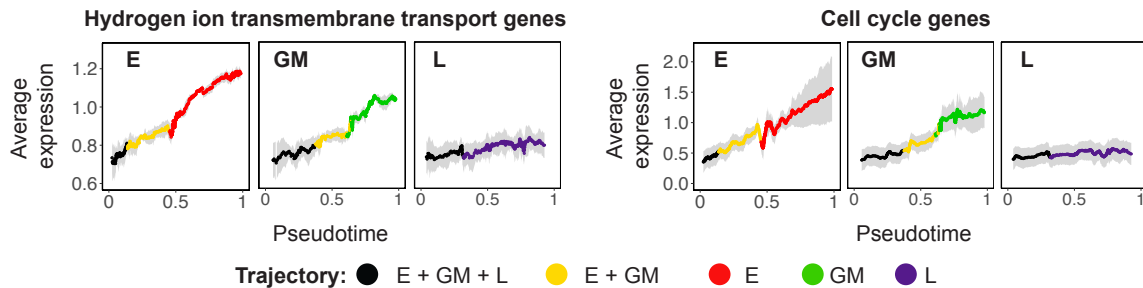 Hydrogen ion transmembrane transport genes
Cell cycle genes
E
GM
L
E
GM
L
Average
expression
1.2
1.0
0.8
0.6
0
0.5
1
0
0.5
1
0
0.5
1
Pseudotime
Average
expression
2.0
1.5
1.0
0.5
0.0
0
0.5
1
0
0.5
1
0
0.5
1
Pseudotime
Trajectory: E + GM + L E + GM E GM L